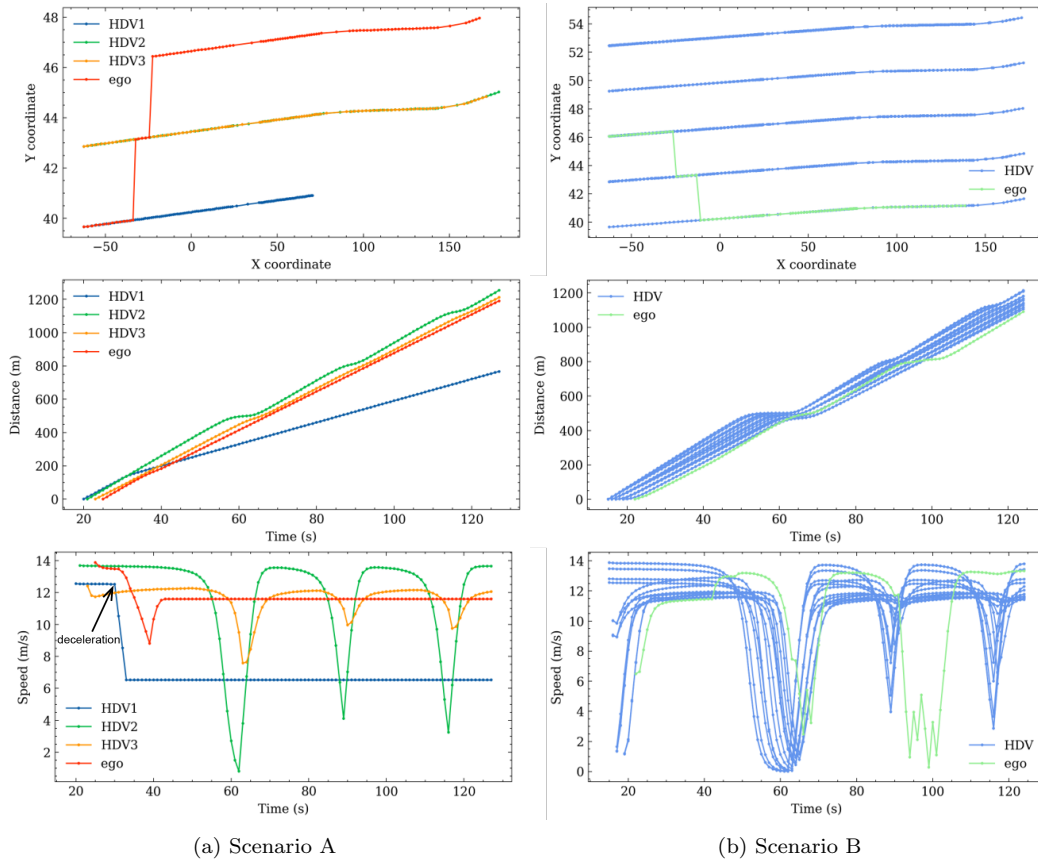 HDV1
HDV2
HDV3
ego
48
46
44
42
40
Y coordinate
−50 0 50 100 150
X coordinate
54
52
50
48
46
44
42
40
Y coordinate
HDV
ego
−50 0 50 100 150
X coordinate
HDV1
HDV2
HDV3
ego
1200
1000
800
600
400
200
0
Distance (m)
20 40 60 80 100 120
Time (s)
HDV
ego
1200
1000
800
600
400
200
0
Distance (m)
20 40 60 80 100 120
Time (s)
14
12
10
8
6
4
2
Speed (m/s)
deceleration
HDV1
HDV2
HDV3
ego
20 40 60 80 100 120
Time (s)
14
12
10
8
6
4
2
0
Speed (m/s)
HDV
ego
20 40 60 80 100 120
Time (s)
(a) Scenario A
(b) Scenario B